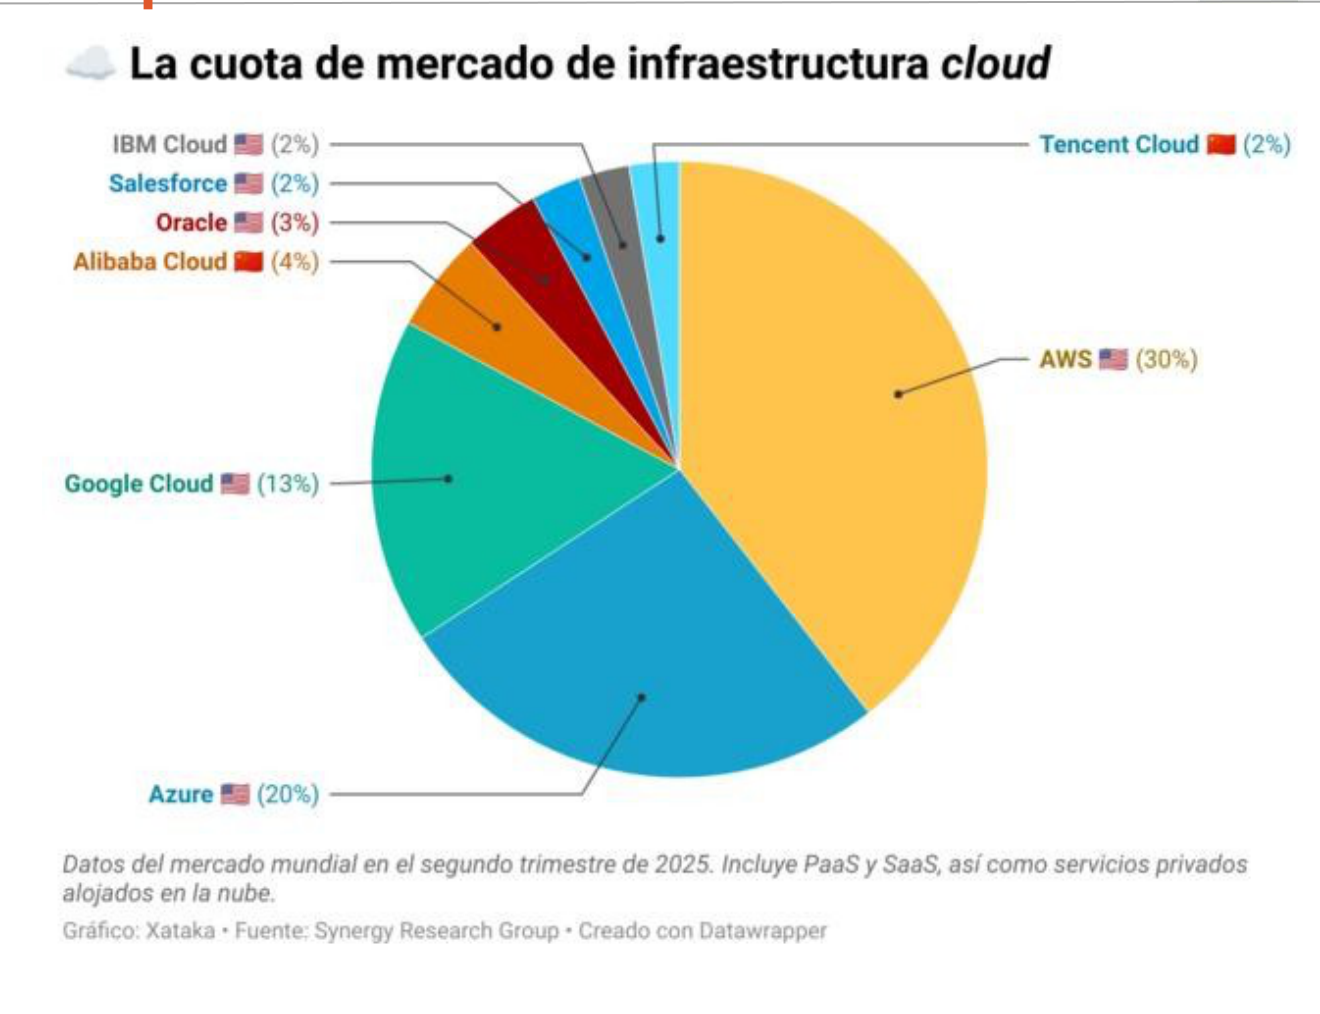 ☁️ La cuota de mercado de infraestructura cloud
IBM Cloud 🇺🇸 (2%)
Tencent Cloud 🇨🇳 (2%)
Salesforce 🇺🇸 (2%)
Oracle 🇺🇸 (3%)
Alibaba Cloud 🇨🇳 (4%)
AWS 🇺🇸 (30%)
Google Cloud 🇺🇸 (13%)
Azure 🇺🇸 (20%)
Datos del mercado mundial en el segundo trimestre de 2025. Incluye PaaS y SaaS, así como servicios privados
alojados en la nube.
Gráfico: Xataka • Fuente: Synergy Research Group • Creado con Datawrapper